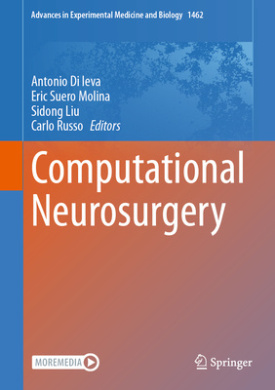 Advances in Experimental Medicine and Biology 1462
Antonio Di Ieva
Eric Suero Molina
Sidong Liu
Carlo Russo Editors
Computational
Neurosurgery
MOREMEDIA
Springer